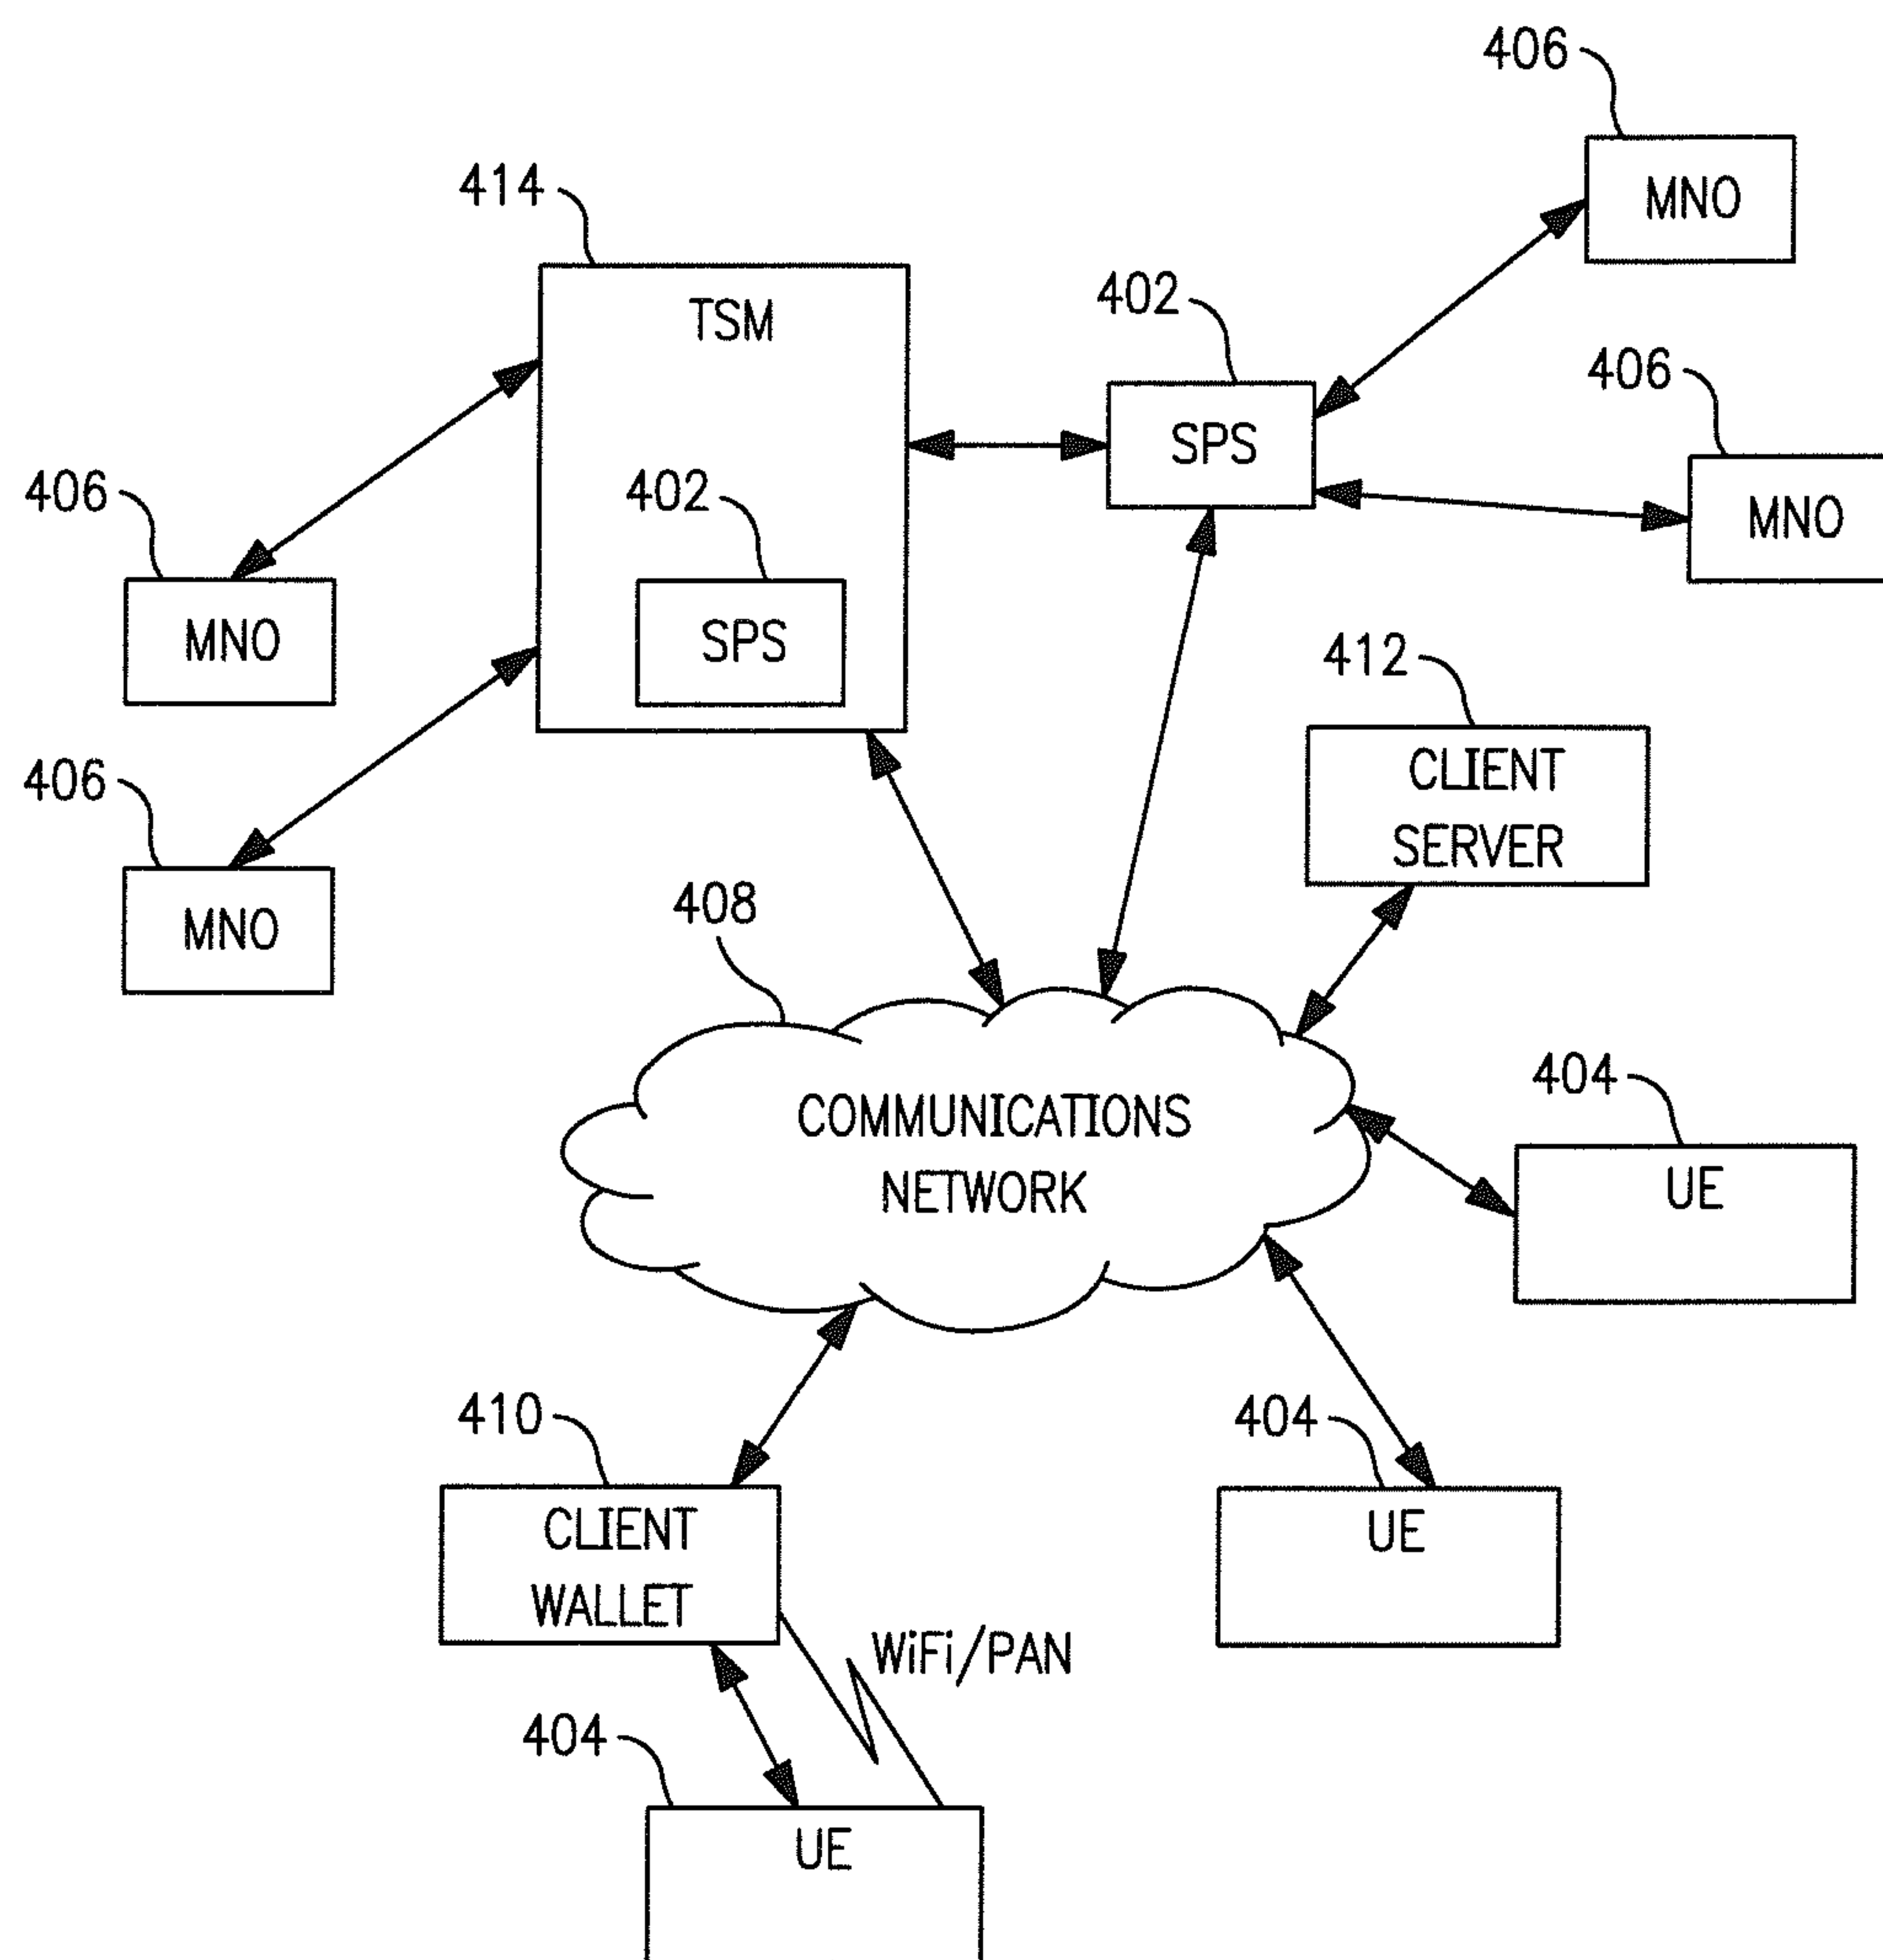 406
MNO
414
TSM
402
SPS
406
MNO
406
MNO
402
SPS
412
CLIENT
SERVER
406
MNO
408
COMMUNICATIONS
NETWORK
404
UE
410
CLIENT
WALLET
404
UE
WiFi/PAN
404
UE